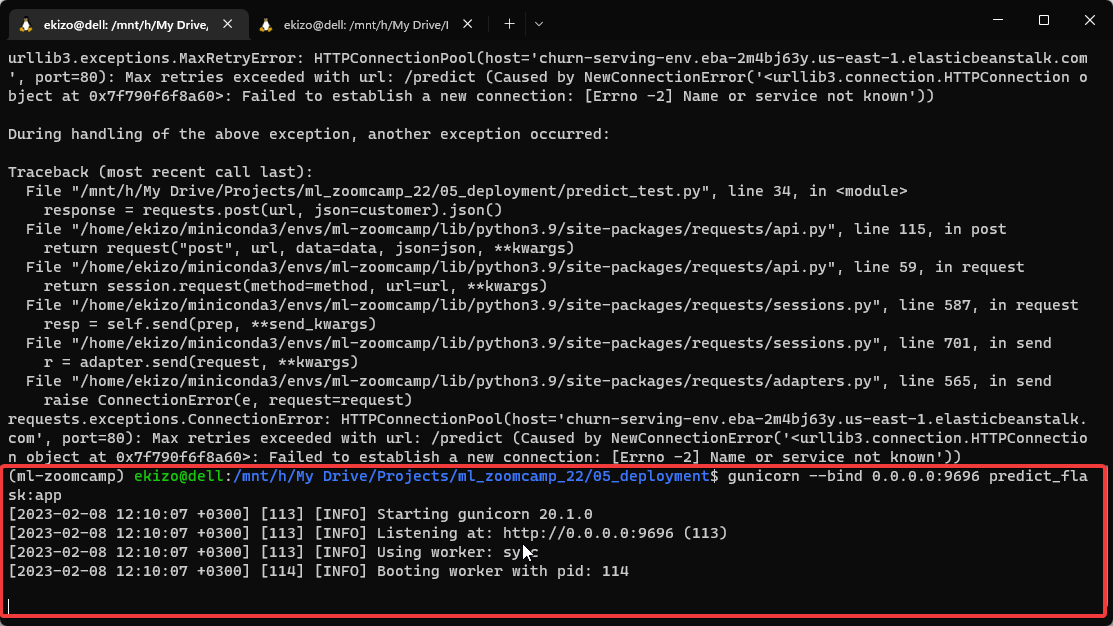 ekizo@dell: /mnt/h/My Drive,
ekizo@dell: /mnt/h/My Drive/I
urllib3.exceptions.MaxRetryError: HTTPConnectionPool(host='churn-serving-env.eba-2m4bj63y.us-east-1.elasticbeanstalk.com
', port=80): Max retries exceeded with url: /predict (Caused by NewConnectionError('<urllib3.connection.HTTPConnection o
bject at 0x7f790f6f8a60>: Failed to establish a new connection: [Errno -2] Name or service not known'))
During handling of the above exception, another exception occurred:
Traceback (most recent call last):
File "/mnt/h/My Drive/Projects/ml_zoomcamp_22/05_deployment/predict_test.py", line 34, in <module>
response = requests.post(url, json=customer).json()
File "/home/ekizo/miniconda3/envs/ml-zoomcamp/lib/python3.9/site-packages/requests/api.py", line 115, in post
return request("post", url, data=data, json=json, **kwargs)
File "/home/ekizo/miniconda3/envs/ml-zoomcamp/lib/python3.9/site-packages/requests/api.py", line 59, in request
return session.request(method=method, url=url, **kwargs)
File "/home/ekizo/miniconda3/envs/ml-zoomcamp/lib/python3.9/site-packages/requests/sessions.py", line 587, in request
resp = self.send(prep, **send_kwargs)
File "/home/ekizo/miniconda3/envs/ml-zoomcamp/lib/python3.9/site-packages/requests/sessions.py", line 701, in send
r = adapter.send(request, **kwargs)
File "/home/ekizo/miniconda3/envs/ml-zoomcamp/lib/python3.9/site-packages/requests/adapters.py", line 565, in send
raise ConnectionError(e, request=request)
requests.exceptions.ConnectionError: HTTPConnectionPool(host='churn-serving-env.eba-2m4bj63y.us-east-1.elasticbeanstalk.
com', port=80): Max retries exceeded with url: /predict (Caused by NewConnectionError('<urllib3.connection.HTTPConnectio
n object at 0x7f790f6f8a60>: Failed to establish a new connection: [Errno -2] Name or service not known'))
(ml-zoomcamp) ekizo@dell:/mnt/h/My Drive/Projects/ml_zoomcamp_22/05_deployment$ gunicorn --bind 0.0.0.0:9696 predict_fla
sk:app
[2023-02-08 12:10:07 +0300] [113] [INFO] Starting gunicorn 20.1.0
[2023-02-08 12:10:07 +0300] [113] [INFO] Listening at: http://0.0.0.0:9696 (113)
[2023-02-08 12:10:07 +0300] [113] [INFO] Using worker: sync
[2023-02-08 12:10:07 +0300] [114] [INFO] Booting worker with pid: 114